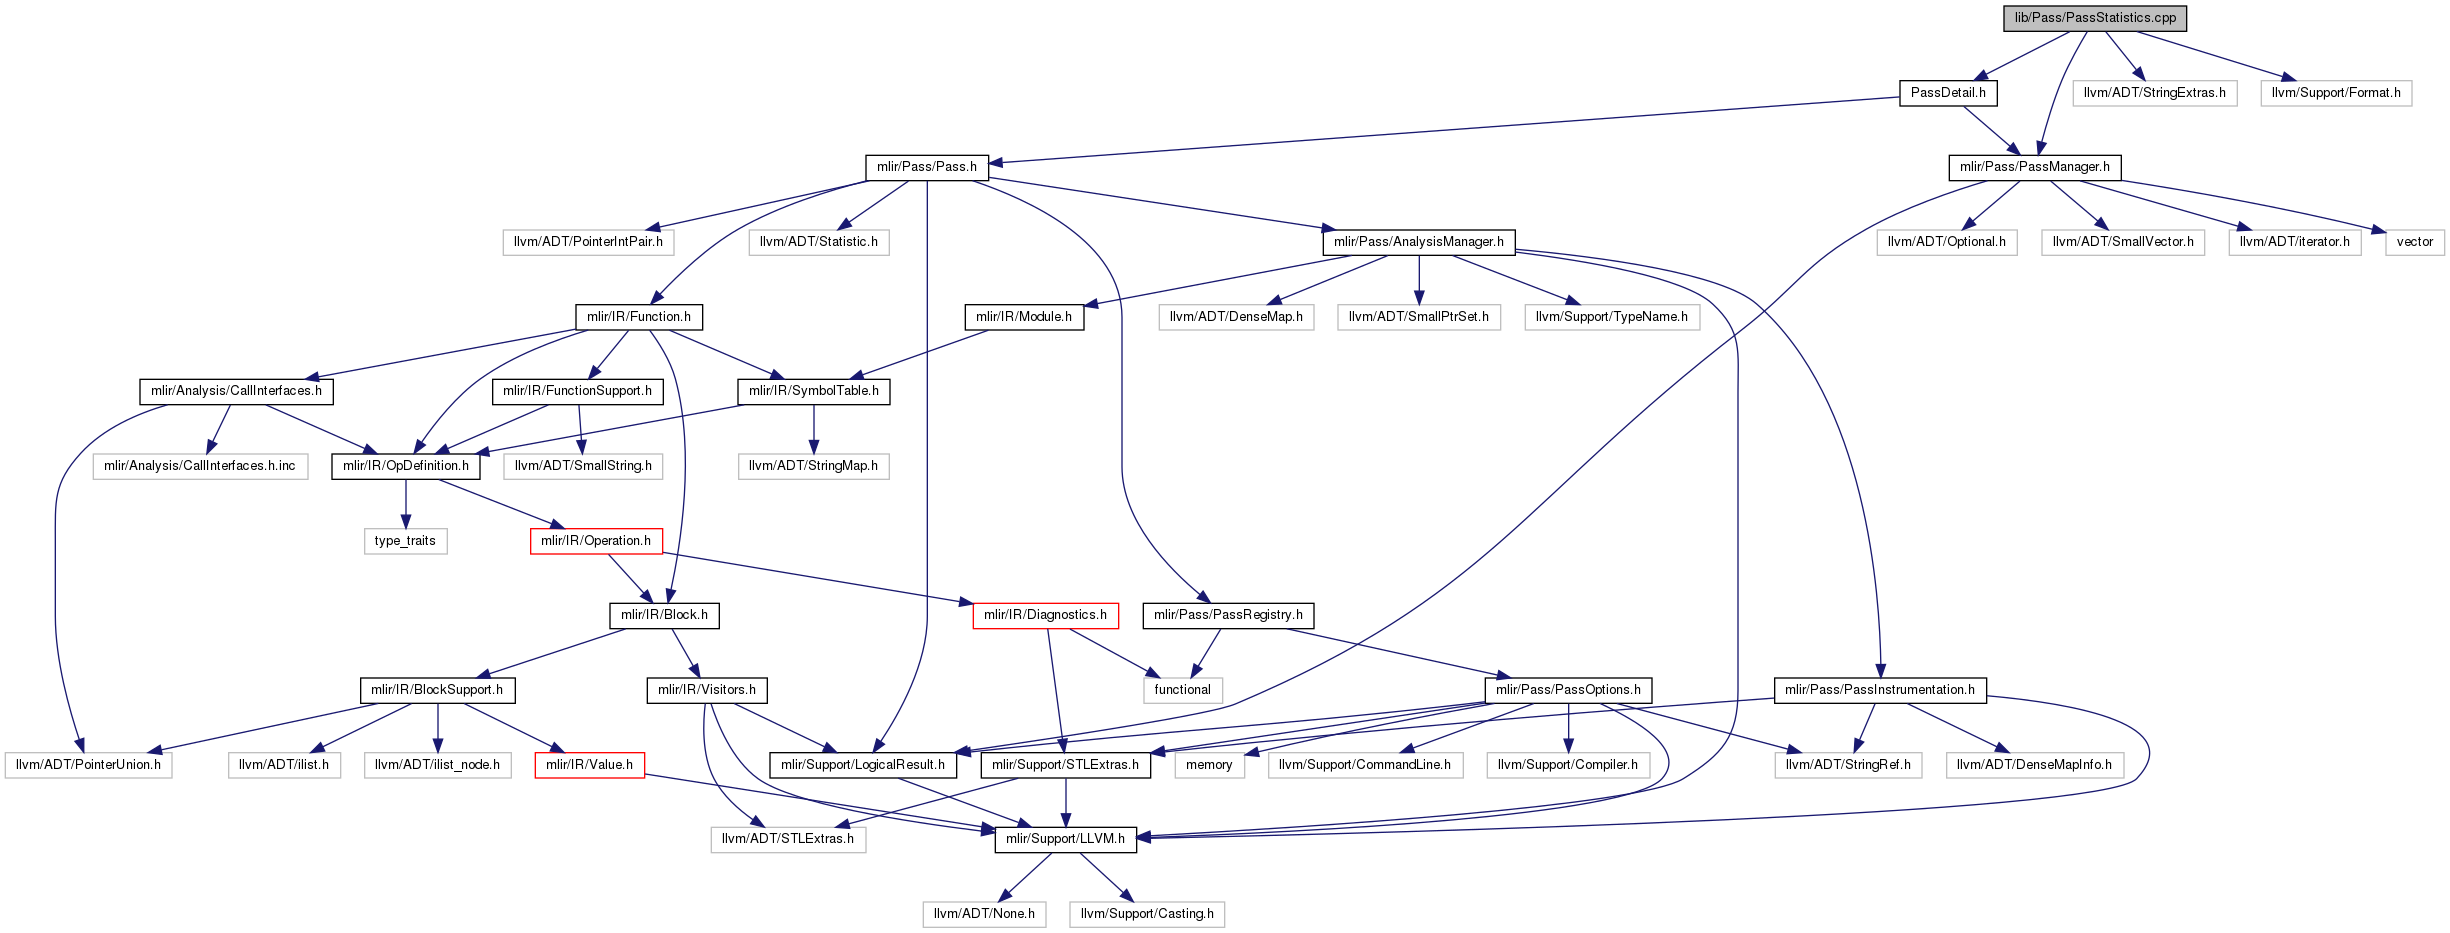 lib/Pass/PassStatistics.cpp
PassDetail.h
llvm/ADT/StringExtras.h
llvm/Support/Format.h
mlir/Pass/Pass.h
mlir/Pass/PassManager.h
llvm/ADT/PointerIntPair.h
llvm/ADT/Statistic.h
mlir/Pass/AnalysisManager.h
llvm/ADT/Optional.h
llvm/ADT/SmallVector.h
llvm/ADT/iterator.h
vector
mlir/IR/Function.h
mlir/IR/Module.h
llvm/ADT/DenseMap.h
llvm/ADT/SmallPtrSet.h
llvm/Support/TypeName.h
mlir/Analysis/CallInterfaces.h
mlir/IR/FunctionSupport.h
mlir/IR/SymbolTable.h
mlir/Analysis/CallInterfaces.h.inc
mlir/IR/OpDefinition.h
llvm/ADT/SmallString.h
llvm/ADT/StringMap.h
type_traits
mlir/IR/Operation.h
mlir/IR/Block.h
mlir/IR/Diagnostics.h
mlir/Pass/PassRegistry.h
mlir/IR/BlockSupport.h
mlir/IR/Visitors.h
functional
mlir/Pass/PassOptions.h
mlir/Pass/PassInstrumentation.h
llvm/ADT/PointerUnion.h
llvm/ADT/ilist.h
llvm/ADT/ilist_node.h
mlir/IR/Value.h
mlir/Support/LogicalResult.h
mlir/Support/STLExtras.h
memory
llvm/Support/CommandLine.h
llvm/Support/Compiler.h
llvm/ADT/StringRef.h
llvm/ADT/DenseMapInfo.h
llvm/ADT/STLExtras.h
mlir/Support/LLVM.h
llvm/ADT/None.h
llvm/Support/Casting.h